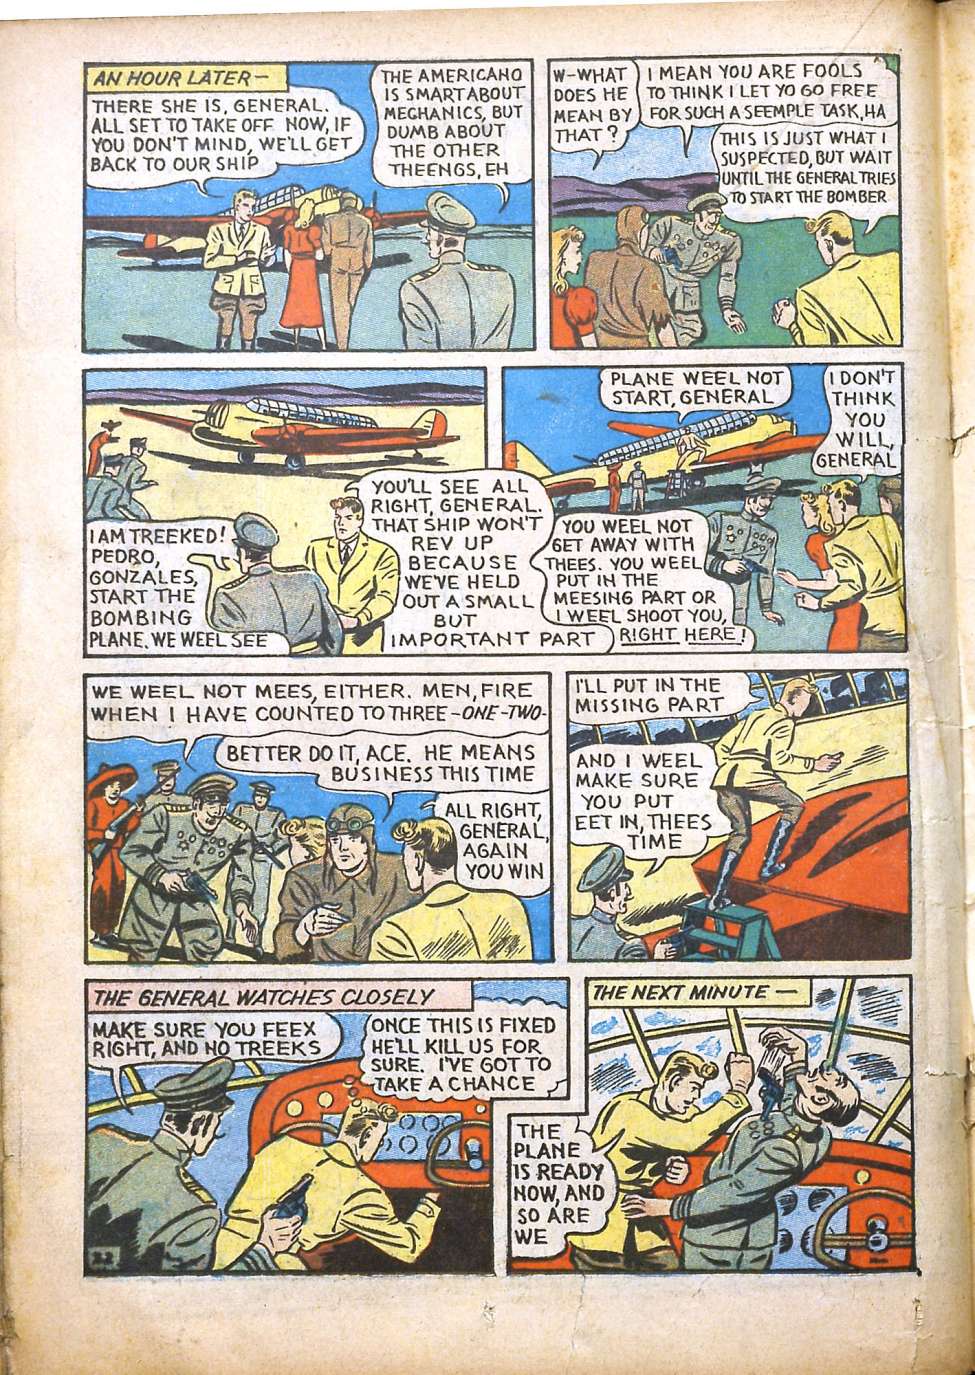 AN HOUR LATER—
THERE SHE IS, GENERAL.
ALL SET TO TAKE OFF NOW, IF
YOU DON'T MIND, WE'LL GET
BACK TO OUR SHIP
THE AMERICANO
IS SMART ABOUT
MECHANICS, BUT
DUMB ABOUT
THE OTHER
THEENGS, EH
W-WHAT
DOES HE
MEAN BY
THAT?
I MEAN YOU ARE FOOLS
TO THINK I LET YO GO FREE
FOR SUCH A SEEMPLE TASK, HA
THIS IS JUST WHAT I
SUSPECTED, BUT WAIT
UNTIL THE GENERAL TRIES
TO START THE BOMBER
I AM TREEKED!
PEDRO,
GONZALES,
START THE
BOMBING
PLANE. WE WEEL SEE
YOU'LL SEE ALL
RIGHT, GENERAL.
THAT SHIP WON'T
REV UP
BECAUSE
WE'VE HELD
OUT A SMALL
BUT
IMPORTANT PART
PLANE WEEL NOT
START, GENERAL
I DON'T
THINK
YOU
WILL,
GENERAL
YOU WEEL NOT
GET AWAY WITH
THEES. YOU WEEL
PUT IN THE
MEESING PART OR
I WEEL SHOOT YOU,
RIGHT HERE!
WE WEEL NOT MEES, EITHER. MEN, FIRE
WHEN I HAVE COUNTED TO THREE—ONE-TWO-
BETTER DO IT, ACE. HE MEANS
BUSINESS THIS TIME
ALL RIGHT,
GENERAL,
AGAIN
YOU WIN
I'LL PUT IN THE
MISSING PART
AND I WEEL
MAKE SURE
YOU PUT
EET IN, THEES
TIME
THE GENERAL WATCHES CLOSELY
MAKE SURE YOU FEEX
RIGHT, AND NO TREEKS
ONCE THIS IS FIXED
HE'LL KILL US FOR
SURE. I'VE GOT TO
TAKE A CHANCE
22
THE NEXT MINUTE—
THE
PLANE
IS READY
NOW, AND
SO ARE
WE